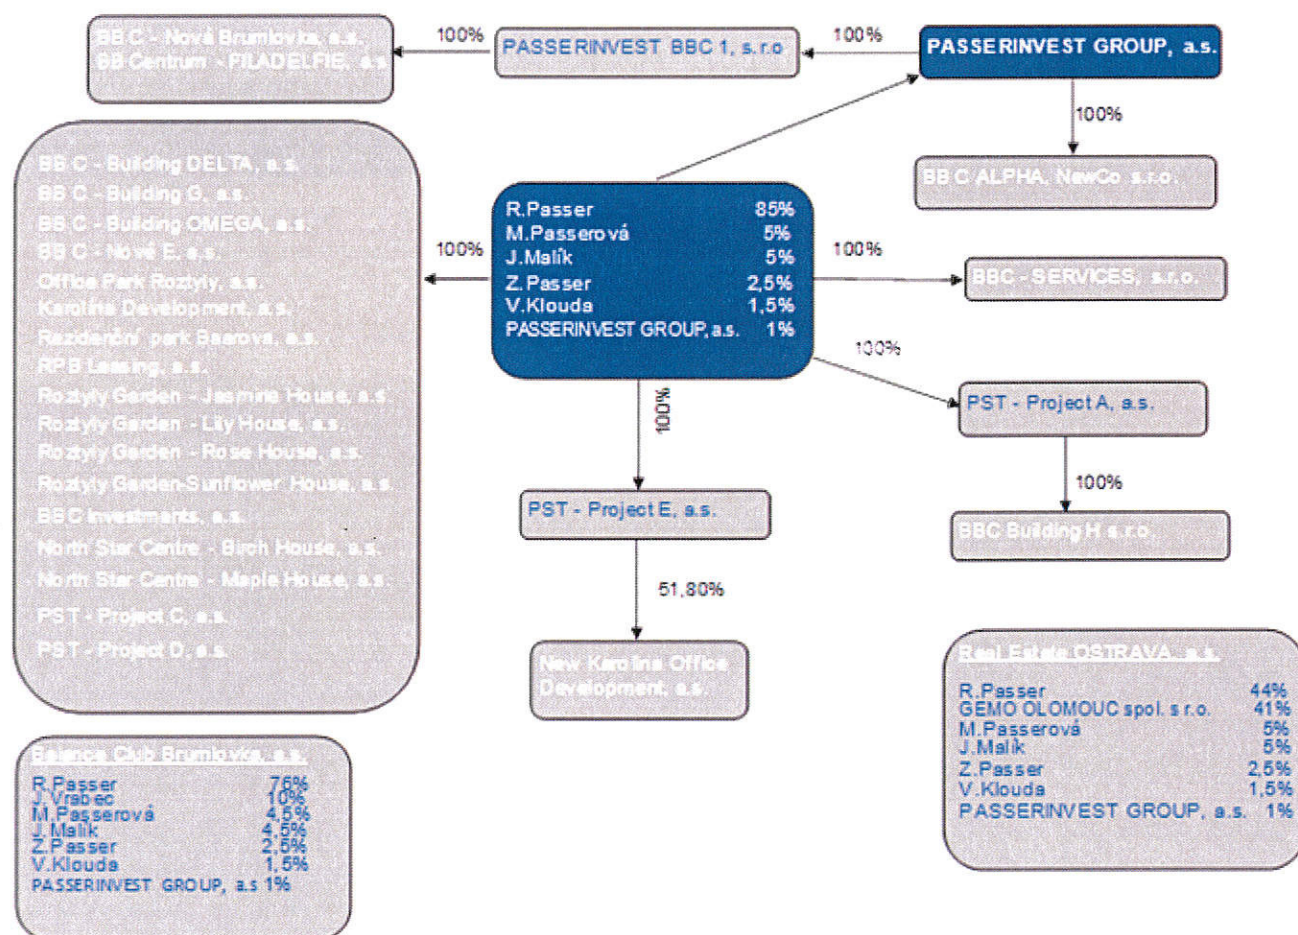 BB C - Nová Brumlovka, a.s.
BB Centrum - FILADELFIE, a.s
100%
PASSERINVEST BBC 1, s.r.o
100%
PASSERINVEST GROUP, a.s.
100%
BB C ALPHA, NewCo s.r.o.
BB C - Building DELTA, a.s.
BB C - Building G, a.s.
BB C - Building OMEGA, a.s.
BB C - Nové E, a.s.
Office Park Roztyly, a.s.
Karolina Development, a.s.
Rezidenční park Baarova, a.s.
RPB Leasing, a.s.
Roztyly Garden - Jasmine House, a.s.
Roztyly Garden - Lily House, a.s.
Roztyly Garden - Rose House, a.s.
Roztyly Garden-Sunflower House, a.s.
BBC Investments, a.s.
North Star Centre - Birch House, a.s.
North Star Centre - Maple House, a.s.
PST - Project C, a.s.
PST - Project D, a.s.
100%
R.Passer 85%
M.Passerová 5%
J.Malík 5%
Z.Passer 2,5%
V.Klouda 1,5%
PASSERINVEST GROUP, a.s. 1%
100%
BBC - SERVICES, s.r.o.
100%
PST - Project A, a.s.
100%
BBC Building H s.r.o.
100%
PST - Project E, a.s.
51,80%
New Karolina Office
Development, a.s.
Balance Club Brumlovka, a.s.
R.Passer 76%
J.Vrabec 10%
M.Passerová 4,5%
J.Malík 4,5%
Z.Passer 2,5%
V.Klouda 1,5%
PASSERINVEST GROUP, a.s 1%
Real Estate OSTRAVA, a.s.
R.Passer 44%
GEMO OLOMOUC spol. s r.o. 41%
M.Passerová 5%
J.Malík 5%
Z.Passer 2,5%
V.Klouda 1,5%
PASSERINVEST GROUP, a.s. 1%